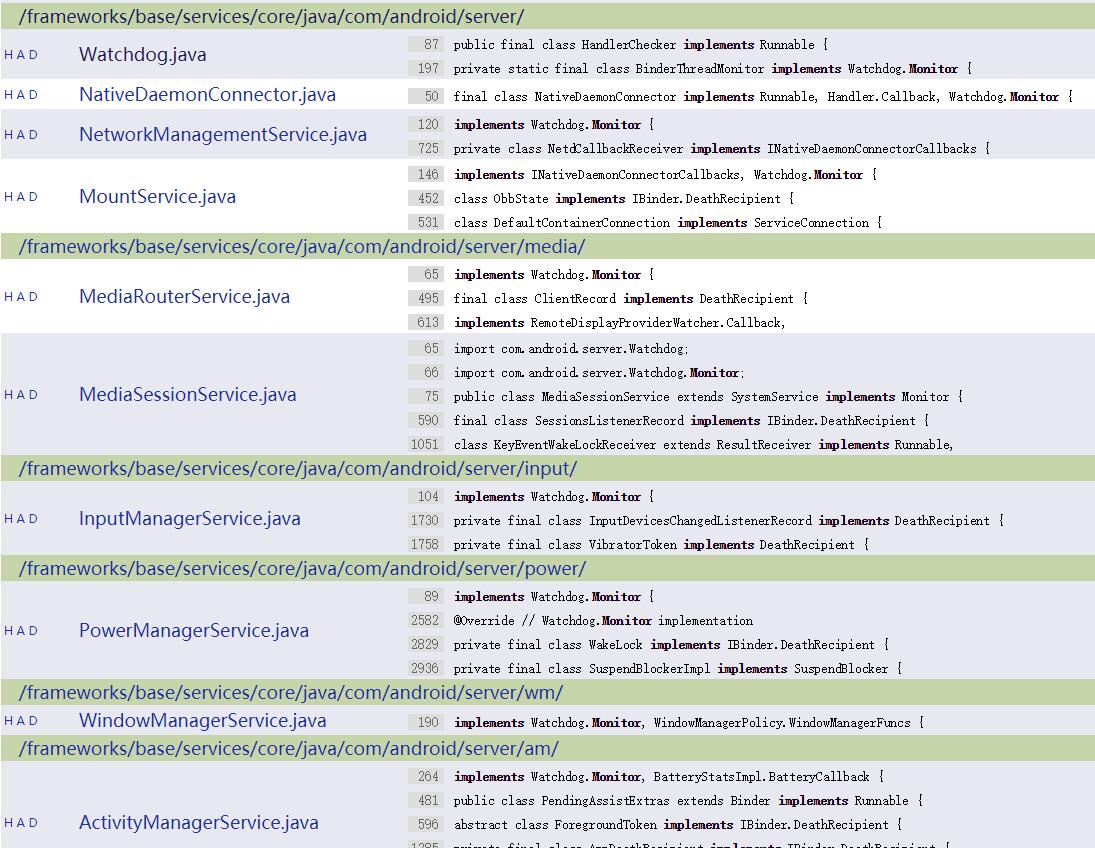 /frameworks/base/services/core/java/com/android/server/
H A D Watchdog.java
87 public final class HandlerChecker implements Runnable {
197 private static final class BinderThreadMonitor implements Watchdog.Monitor {
H A D NativeDaemonConnector.java
50 final class NativeDaemonConnector implements Runnable, Handler.Callback, Watchdog.Monitor {
H A D NetworkManagementService.java
120 implements Watchdog.Monitor {
725 private class NetdCallbackReceiver implements INativeDaemonConnectorCallbacks {
H A D MountService.java
146 implements INativeDaemonConnectorCallbacks, Watchdog.Monitor {
452 class ObbState implements IBinder.DeathRecipient {
531 class DefaultContainerConnection implements ServiceConnection {
/frameworks/base/services/core/java/com/android/server/media/
H A D MediaRouterService.java
65 implements Watchdog.Monitor {
495 final class ClientRecord implements DeathRecipient {
613 implements RemoteDisplayProviderWatcher.Callback,
H A D MediaSessionService.java
65 import com.android.server.Watchdog;
66 import com.android.server.Watchdog.Monitor;
75 public class MediaSessionService extends SystemService implements Monitor {
590 final class SessionsListenerRecord implements IBinder.DeathRecipient {
1051 class KeyEventWakeLockReceiver extends ResultReceiver implements Runnable,
/frameworks/base/services/core/java/com/android/server/input/
H A D InputManagerService.java
104 implements Watchdog.Monitor {
1730 private final class InputDevicesChangedListenerRecord implements DeathRecipient {
1758 private final class VibratorToken implements DeathRecipient {
/frameworks/base/services/core/java/com/android/server/power/
H A D PowerManagerService.java
89 implements Watchdog.Monitor {
2582 @Override // Watchdog.Monitor implementation
2829 private final class WakeLock implements IBinder.DeathRecipient {
2936 private final class SuspendBlockerImpl implements SuspendBlocker {
/frameworks/base/services/core/java/com/android/server/wm/
H A D WindowManagerService.java
190 implements Watchdog.Monitor, WindowManagerPolicy.WindowManagerFuncs {
/frameworks/base/services/core/java/com/android/server/am/
H A D ActivityManagerService.java
264 implements Watchdog.Monitor, BatteryStatsImpl.BatteryCallback {
481 public class PendingAssistExtras extends Binder implements Runnable {
596 abstract class ForegroundToken implements IBinder.DeathRecipient {